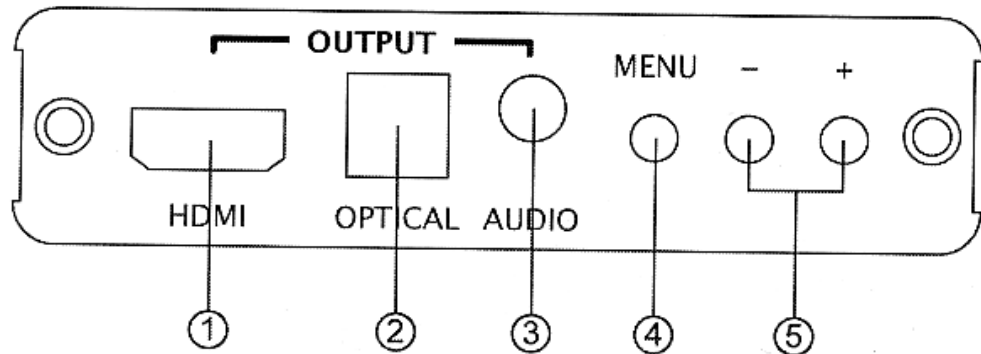 OUTPUT
MENU - +
HDMI OPTICAL AUDIO
① ② ③ ④ ⑤